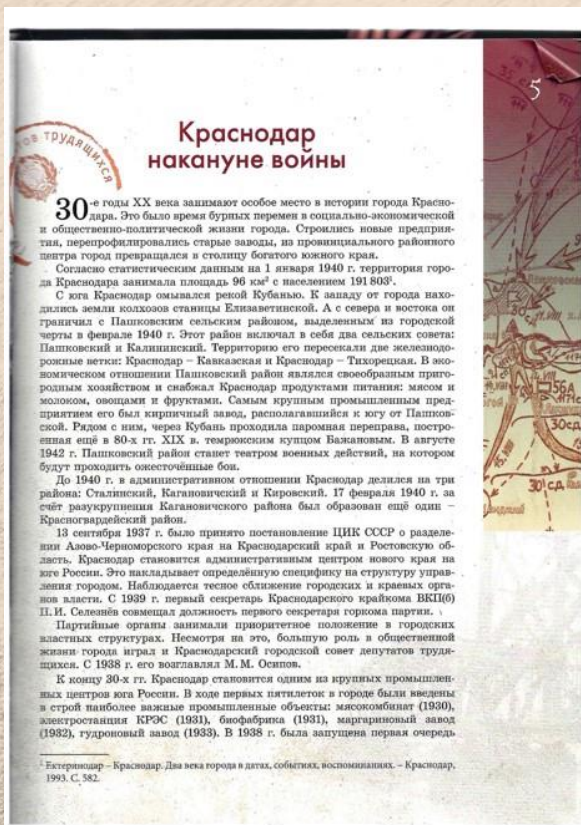 5
ов трудящихся
Краснодар
накануне войны
30-е годы XX века занимают особое место в истории города Красно-
дара. Это было время бурных перемен в социально-экономической
и общественно-политической жизни города. Строились новые предприя-
тия, перепрофилировались старые заводы, из провинциального районного
центра город превращался в столицу богатого южного края.
Согласно статистическим данным на 1 января 1940 г. территория горо-
да Краснодара занимала площадь 96 км² с населением 191 803¹.
С юга Краснодар омывался рекой Кубанью. К западу от города нахо-
дились земли колхозов станицы Елизаветинской. А с севера и востока он
граничил с Пашковским сельским районом, выделенным из городской
черты в феврале 1940 г. Этот район включал в себя два сельских совета:
Пашковский и Калининский. Территорию его пересекали две железнодо-
рожные ветки: Краснодар – Кавказская и Краснодар – Тихорецкая. В эко-
номическом отношении Пашковский район являлся своеобразным приго-
родным хозяйством и снабжал Краснодар продуктами питания: мясом и
молоком, овощами и фруктами. Самым крупным промышленным пред-
приятием его был кирпичный завод, располагавшийся к югу от Пашков-
ской. Рядом с ним, через Кубань проходила паромная переправа, постро-
енная ещё в 80-х гг. XIX в. темрюкским купцом Бажановым. В августе
1942 г. Пашковский район станет театром военных действий, на котором
будут проходить ожесточённые бои.
До 1940 г. в административном отношении Краснодар делился на три
района: Сталинский, Кагановичский и Кировский. 17 февраля 1940 г. за
счёт разукрупнения Кагановичского района был образован ещё один –
Красногвардейский район.
13 сентября 1937 г. было принято постановление ЦИК СССР о разделе-
нии Азово-Черноморского края на Краснодарский край и Ростовскую об-
ласть. Краснодар становится административным центром нового края на
юге России. Это накладывает определённую специфику на структуру управ-
ления городом. Наблюдается тесное сближение городских и краевых орга-
нов власти. С 1939 г. первый секретарь Краснодарского крайкома ВКП(б)
П. И. Селезнёв совмещал должность первого секретаря горкома партии.
Партийные органы занимали приоритетное положение в городских
властных структурах. Несмотря на это, большую роль в общественной
жизни города играл и Краснодарский городской совет депутатов трудя-
щихся. С 1938 г. его возглавлял М. М. Осипов.
К концу 30-х гг. Краснодар становится одним из крупных промышлен-
ных центров юга России. В ходе первых пятилеток в городе были введены
в строй наиболее важные промышленные объекты: мясокомбинат (1930),
электростанция КРЭС (1931), биофабрика (1931), маргариновый завод
(1932), гудроновый завод (1933). В 1938 г. была запущена первая очередь
¹ Екатеринодар – Краснодар. Два века города в датах, событиях, воспоминаниях. – Краснодар,
1993. С. 582.
56А
30 сд